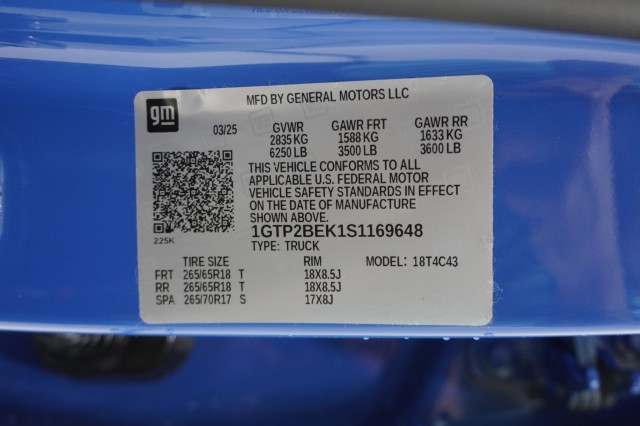 gm
MFD BY GENERAL MOTORS LLC
03/25 GVWR GAWR FRT GAWR RR
2835 KG 1588 KG 1633 KG
6250 LB 3500 LB 3600 LB
THIS VEHICLE CONFORMS TO ALL
APPLICABLE U.S. FEDERAL MOTOR
VEHICLE SAFETY STANDARDS IN EFFECT
ON THE DATE OF MANUFACTURE
SHOWN ABOVE.
225K
1GTP2BEK1S1169648
TYPE: TRUCK
TIRE SIZE RIM MODEL: 18T4C43
FRT 265/65R18 T 18X8.5J
RR 265/65R18 T 18X8.5J
SPA 265/70R17 S 17X8J